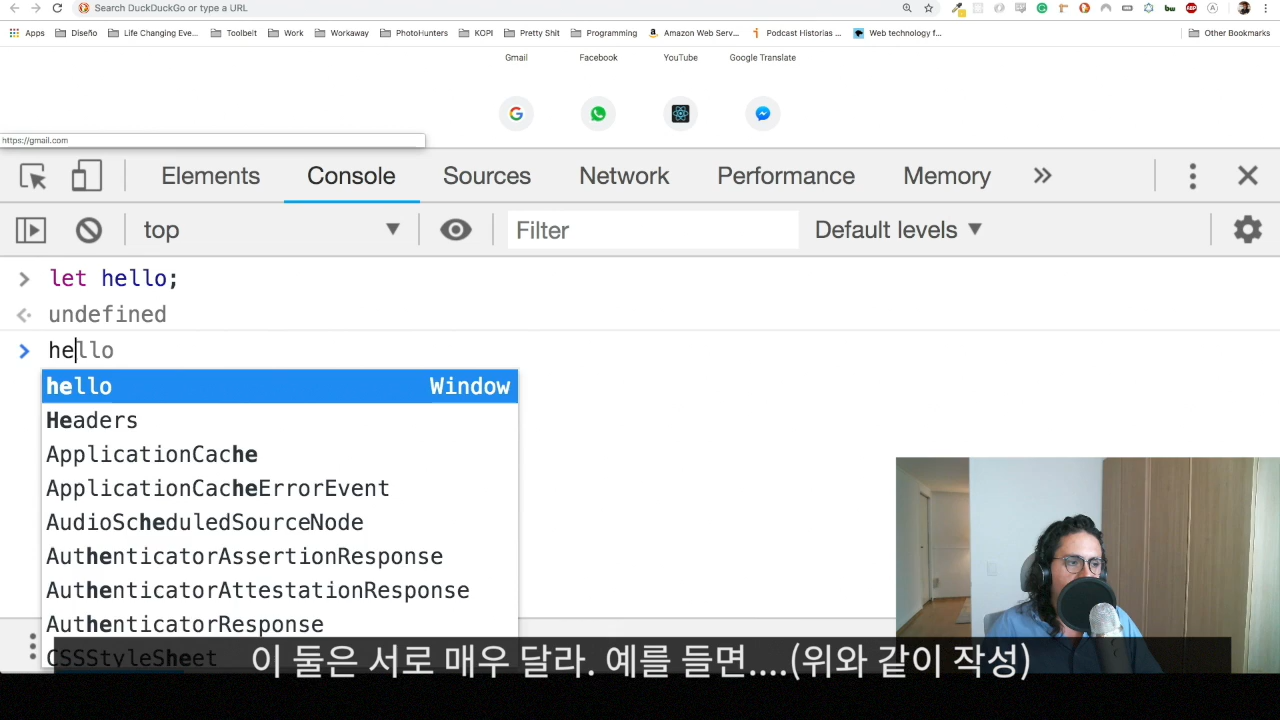 Search DuckDuckGo or type a URL
Apps Diseño Life Changing Eve... Toolbelt Work Workaway PhotoHunters KOPI Pretty Shit Programming Amazon Web Serv... Podcast Historias ... Web technology f... Other Bookmarks
Gmail Facebook YouTube Google Translate
https://gmail.com
Elements Console Sources Network Performance Memory
top Filter Default levels
let hello;
undefined
hello
hello Window
Headers
ApplicationCache
ApplicationCacheErrorEvent
AudioScheduledSourceNode
AuthenticatorAssertionResponse
AuthenticatorAttestationResponse
AuthenticatorResponse
CSSStyleSheet
이 둘은 서로 매우 달라. 예를 들면....(위와 같이 작성)